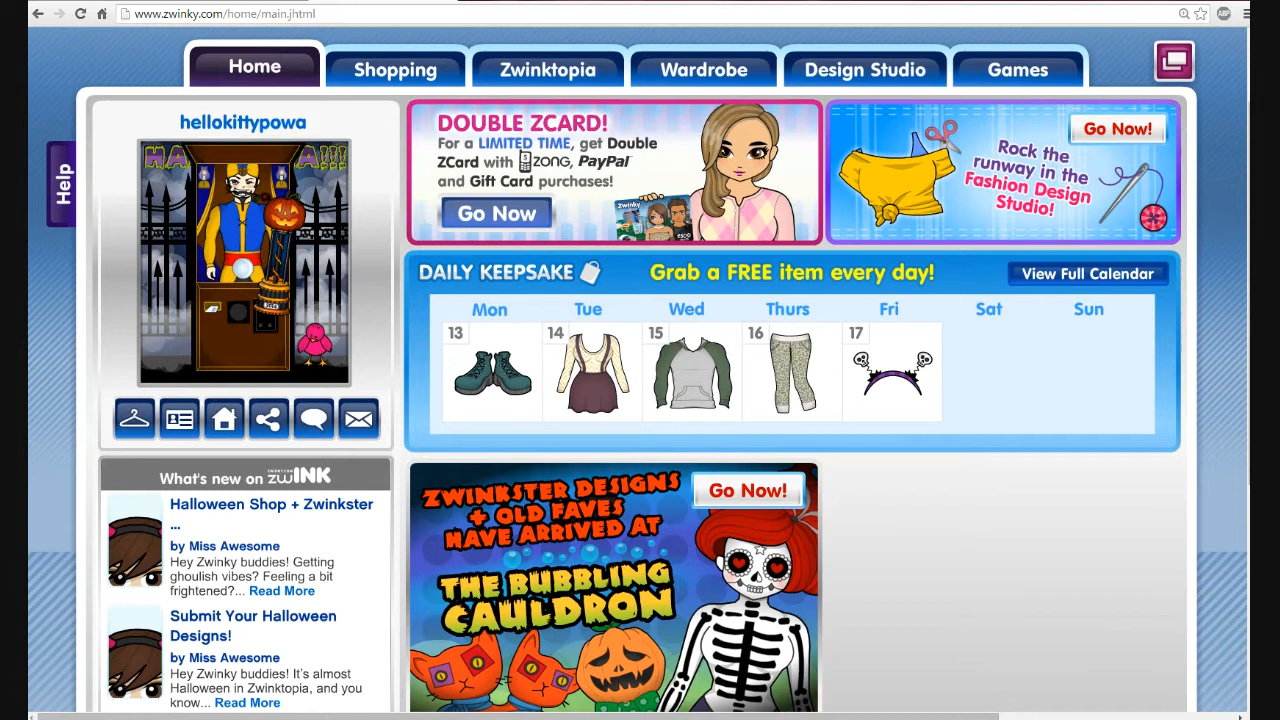 www.zwinky.com/home/main.jhtml
ABP
Home
Shopping
Zwinktopia
Wardrobe
Design Studio
Games
Help
hellokittypowa
DOUBLE ZCARD!
For a LIMITED TIME, get Double
ZCard with ZONG, PayPal
and Gift Card purchases!
Go Now
Go Now!
Rock the
runway in the
Fashion Design
Studio!
DAILY KEEPSAKE
Grab a FREE item every day!
View Full Calendar
Mon
Tue
Wed
Thurs
Fri
Sat
Sun
13
14
15
16
17
What's new on zwINK
Halloween Shop + Zwinkster
...
by Miss Awesome
Hey Zwinky buddies! Getting
ghoulish vibes? Feeling a bit
frightened?... Read More
Submit Your Halloween
Designs!
by Miss Awesome
Hey Zwinky buddies! It's almost
Halloween in Zwinktopia, and you
know... Read More
ZWINKSTER DESIGNS
+ OLD FAVES
HAVE ARRIVED AT
THE BUBBLING
CAULDRON
Go Now!